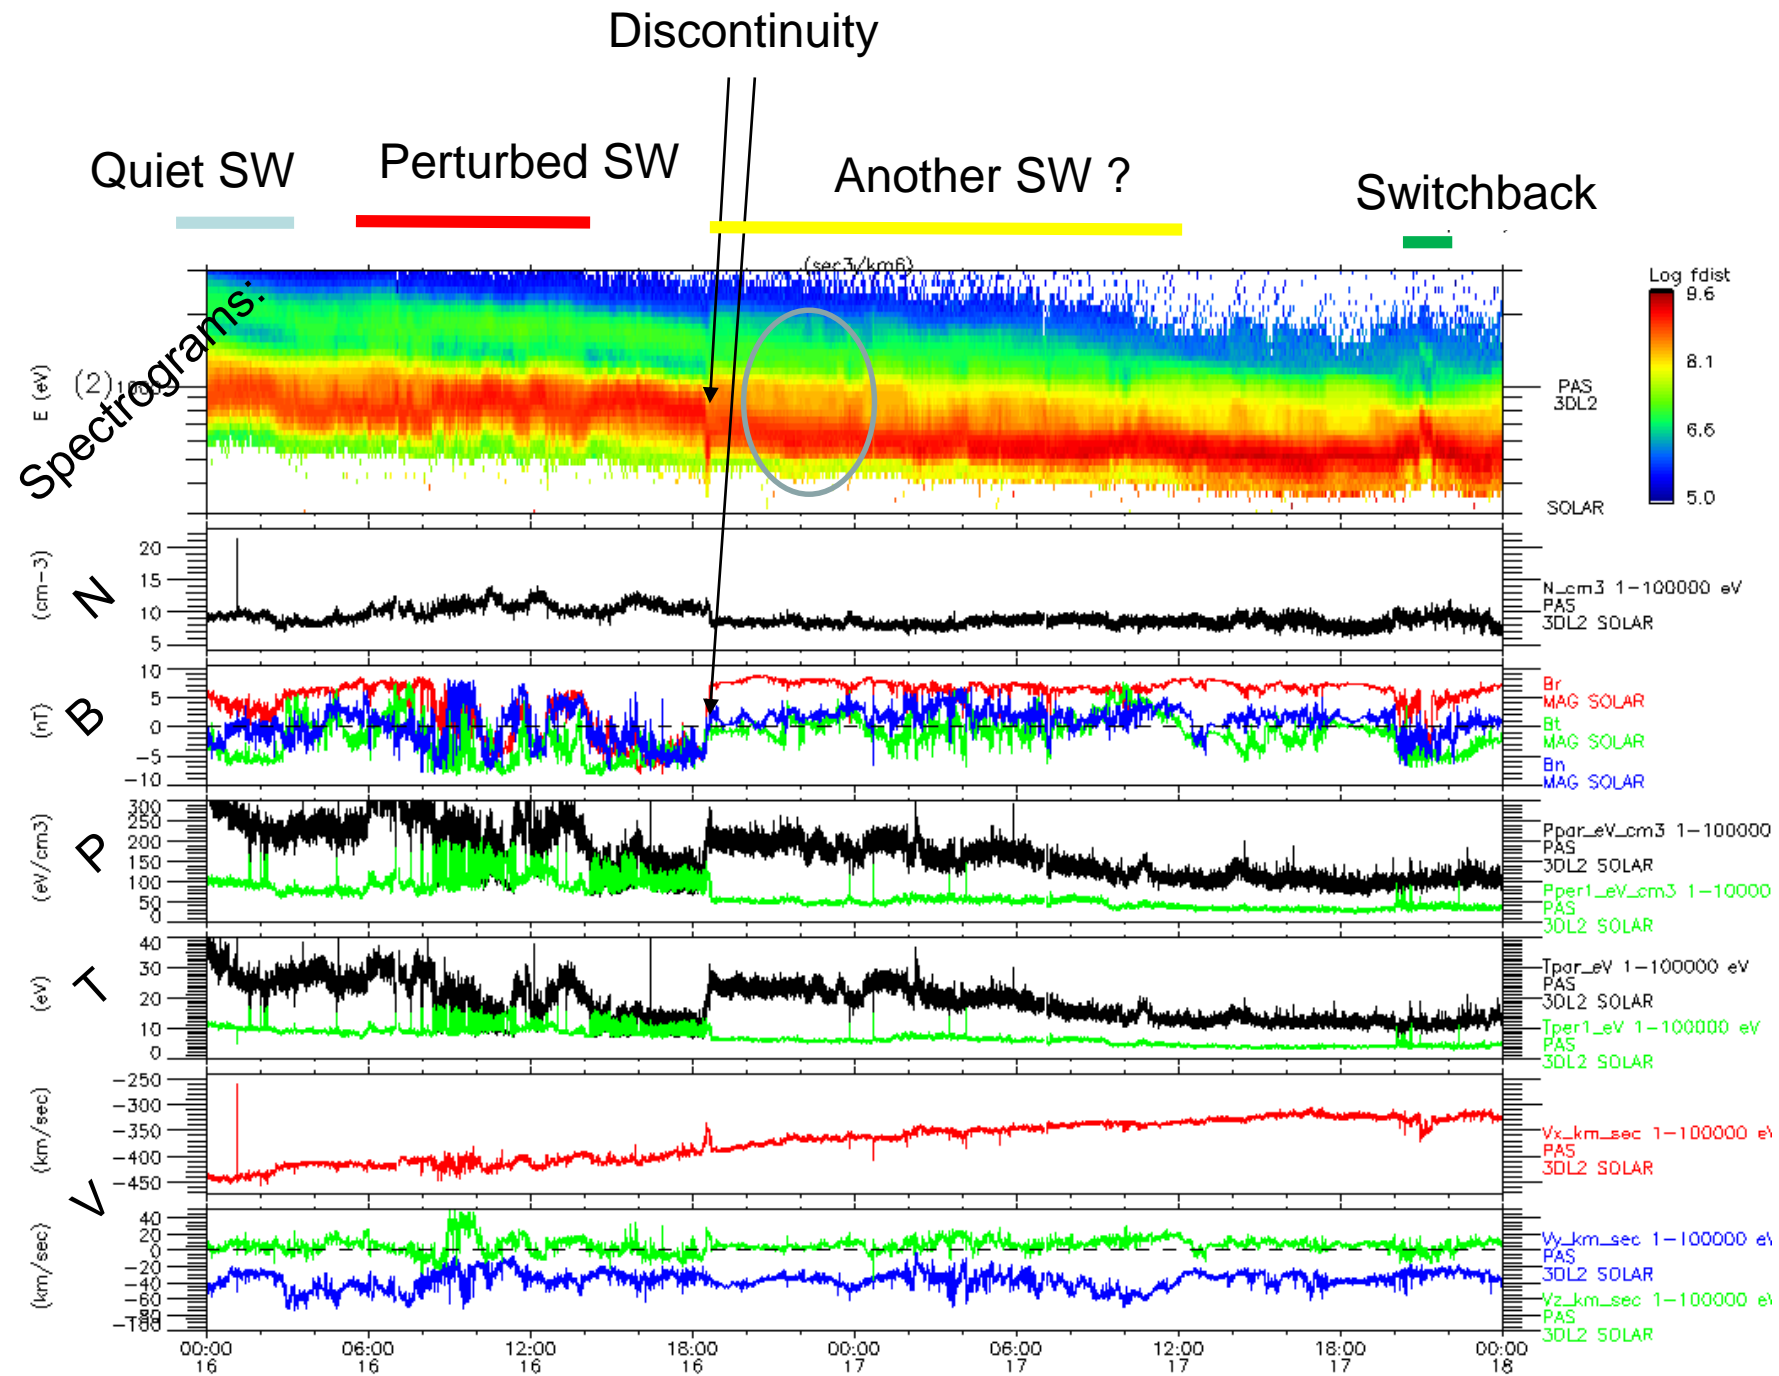 Discontinuity
Quiet SW
Perturbed SW
Another SW ?
Switchback
(sec3/km6)
Spectrograms:
E (eV)
(2)
PAS
3DL2
SOLAR
Log fdist
9.6
8.1
6.6
5.0
N
(cm-3)
20
15
10
5
N_cm3 1-100000 eV
PAS
3DL2 SOLAR
B
(nT)
10
5
0
-5
-10
Br
MAG SOLAR
Bt
MAG SOLAR
Bn
MAG SOLAR
P
(eV/cm3)
300
250
200
150
100
50
0
Ppar_eV_cm3 1-100000
PAS
3DL2 SOLAR
Pper1_eV_cm3 1-10000
PAS
3DL2 SOLAR
T
(eV)
40
30
20
10
0
Tpar_eV 1-100000 eV
PAS
3DL2 SOLAR
Tper1_eV 1-100000 eV
PAS
3DL2 SOLAR
V
(km/sec)
-250
-300
-350
-400
-450
Vx_km_sec 1-100000 eV
PAS
3DL2 SOLAR
(km/sec)
40
20
0
-20
-40
-60
-100
Vy_km_sec 1-100000 eV
PAS
3DL2 SOLAR
Vz_km_sec 1-100000 eV
PAS
3DL2 SOLAR
00:00 06:00 12:00 18:00 00:00 06:00 12:00 18:00 00:00
16 16 16 16 17 17 17 17 18